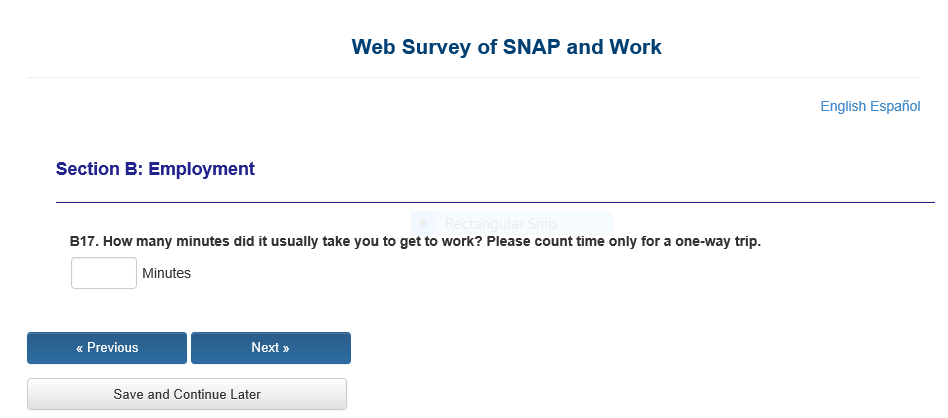 Web Survey of SNAP and Work
English Español
Section B: Employment
Rectangular Snip
B17. How many minutes did it usually take you to get to work? Please count time only for a one-way trip.
Minutes
« Previous
Next »
Save and Continue Later